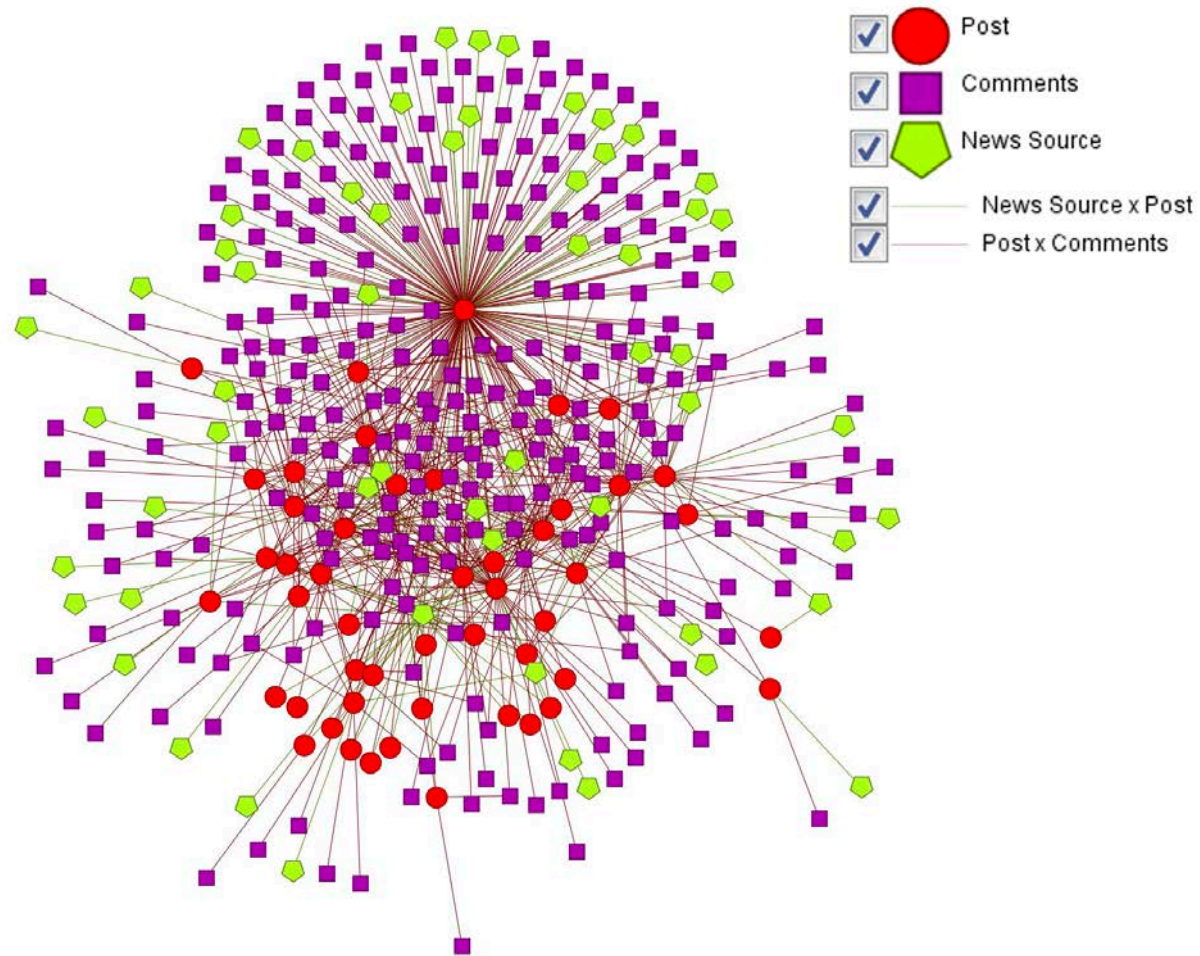 Post
Comments
News Source
News Source x Post
Post x Comments